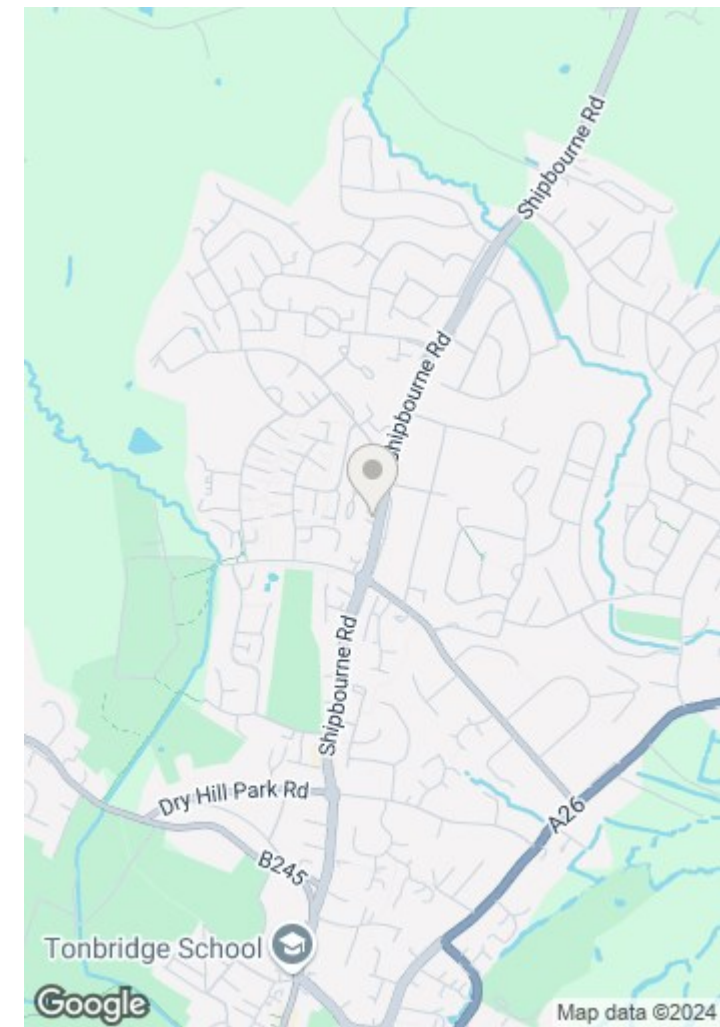 Shipbourne Rd
Shipbourne Rd
Shipbourne Rd
Dry Hill Park Rd
A26
B245
Tonbridge School
Google
Map data ©2024